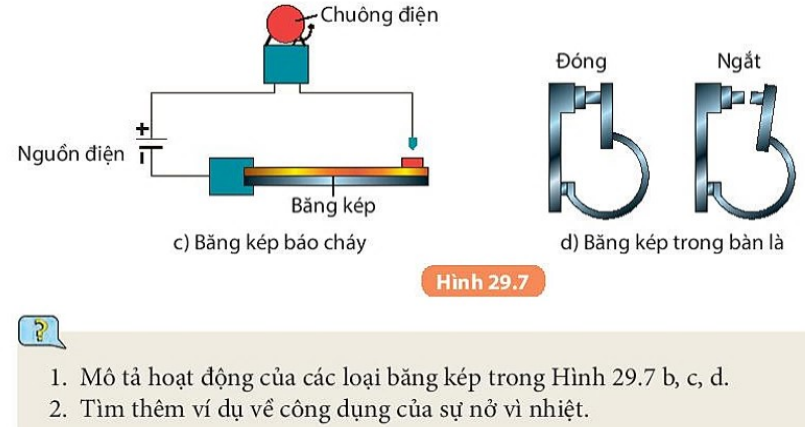 Chuông điện
Đóng
Ngắt
+
Nguồn điện
-
Băng kép
c) Băng kép báo cháy
d) Băng kép trong bàn là
Hình 29.7
?
1. Mô tả hoạt động của các loại băng kép trong Hình 29.7 b, c, d.
2. Tìm thêm ví dụ về công dụng của sự nở vì nhiệt.